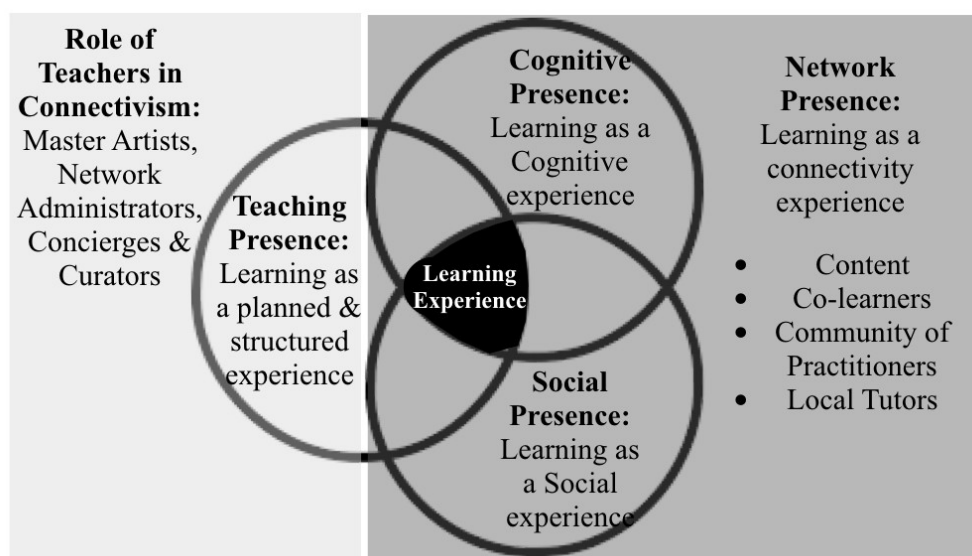 Role of
Teachers in
Connectivism:
Master Artists,
Network
Administrators,
Concierges &
Curators
Teaching
Presence:
Learning as
a planned &
structured
experience
Cognitive
Presence:
Learning as a
Cognitive
experience
Learning
Experience
Social
Presence:
Learning as
a Social
experience
Network
Presence:
Learning as a
connectivity
experience
• Content
• Co-learners
• Community of
Practitioners
• Local Tutors